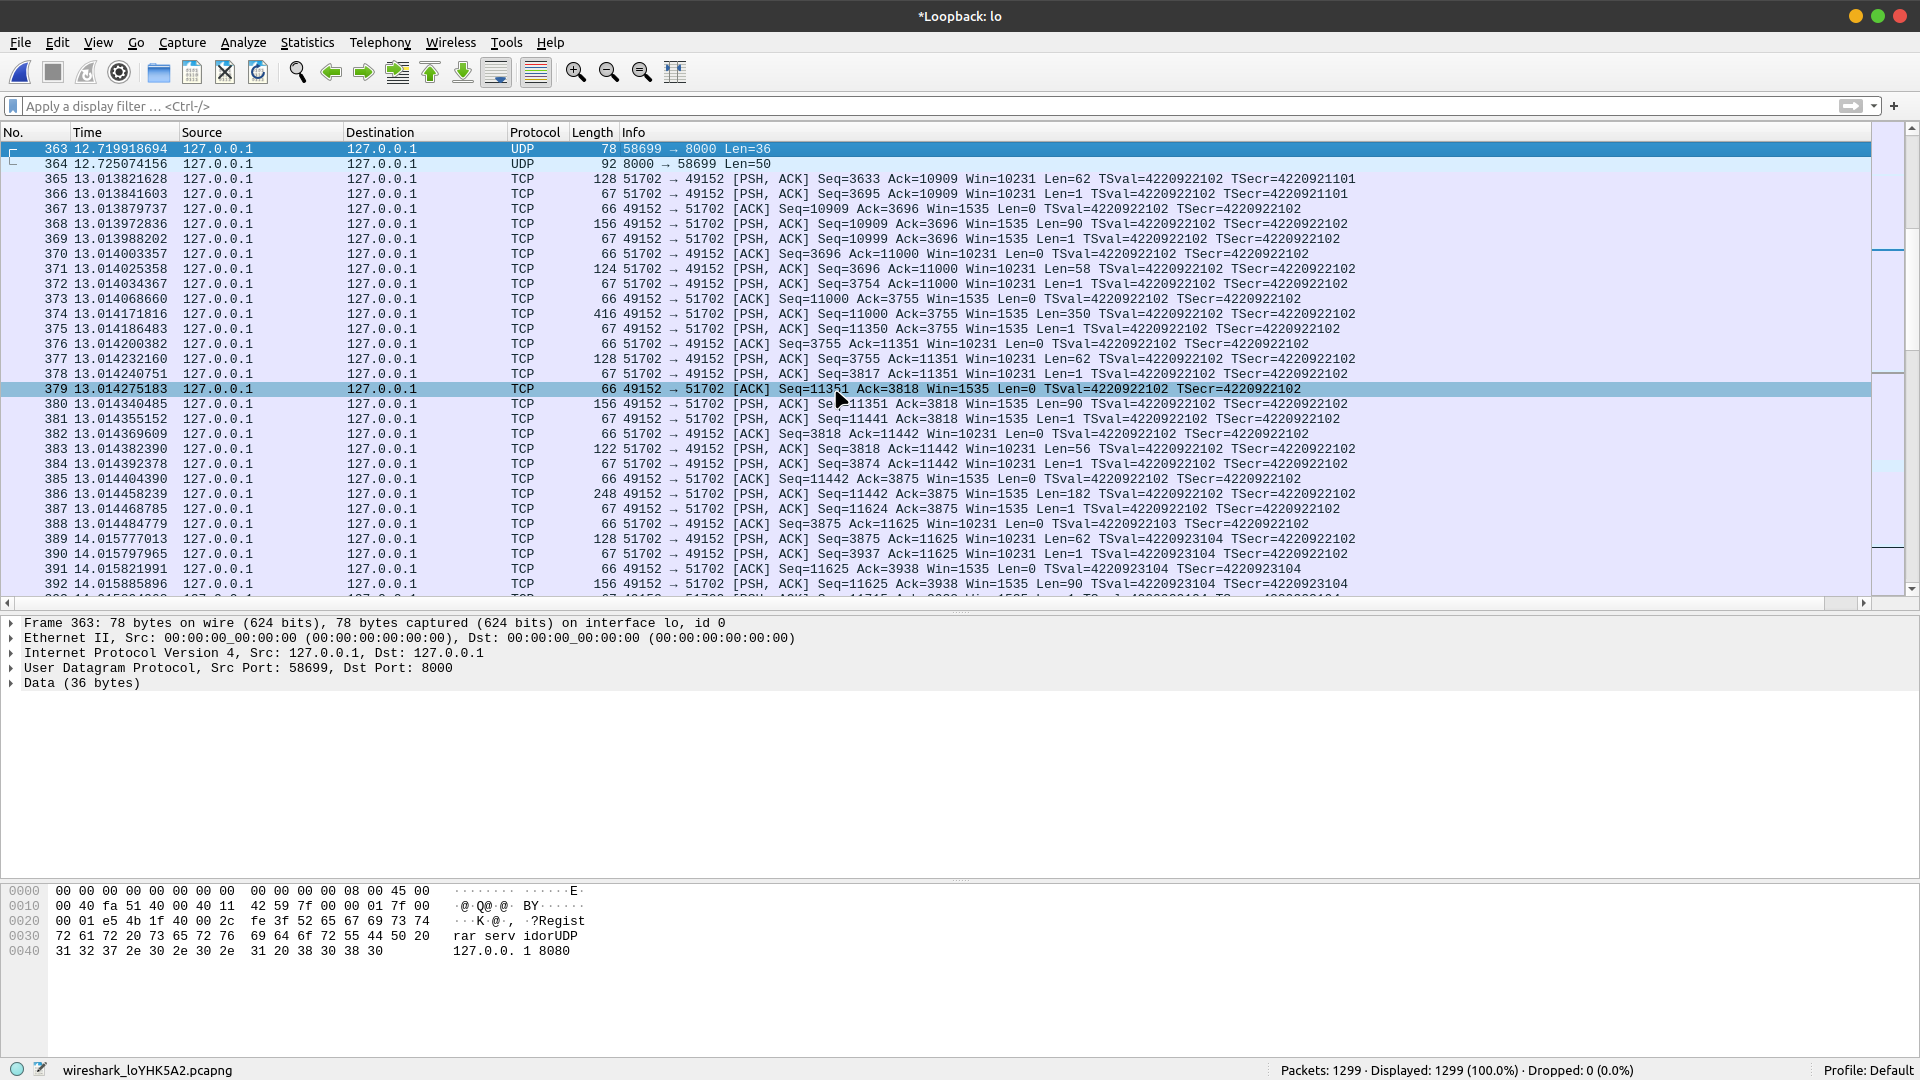 *Loopback: lo
File Edit View Go Capture Analyze Statistics Telephony Wireless Tools Help
Apply a display filter … <Ctrl-/>
No. Time Source Destination Protocol Length Info
363 12.719918694 127.0.0.1 127.0.0.1 UDP 78 58699 → 8000 Len=36
364 12.725074156 127.0.0.1 127.0.0.1 UDP 92 8000 → 58699 Len=50
365 13.013821628 127.0.0.1 127.0.0.1 TCP 128 51702 → 49152 [PSH, ACK] Seq=3633 Ack=10909 Win=10231 Len=62 TSval=4220922102 TSecr=4220921101
366 13.013841603 127.0.0.1 127.0.0.1 TCP 67 51702 → 49152 [PSH, ACK] Seq=3695 Ack=10909 Win=10231 Len=1 TSval=4220922102 TSecr=4220921101
367 13.013879737 127.0.0.1 127.0.0.1 TCP 66 49152 → 51702 [ACK] Seq=10909 Ack=3696 Win=1535 Len=0 TSval=4220922102 TSecr=4220922102
368 13.013972836 127.0.0.1 127.0.0.1 TCP 156 49152 → 51702 [PSH, ACK] Seq=10909 Ack=3696 Win=1535 Len=90 TSval=4220922102 TSecr=4220922102
369 13.013988202 127.0.0.1 127.0.0.1 TCP 67 49152 → 51702 [PSH, ACK] Seq=10999 Ack=3696 Win=1535 Len=1 TSval=4220922102 TSecr=4220922102
370 13.014003357 127.0.0.1 127.0.0.1 TCP 66 51702 → 49152 [ACK] Seq=3696 Ack=11000 Win=10231 Len=0 TSval=4220922102 TSecr=4220922102
371 13.014025358 127.0.0.1 127.0.0.1 TCP 124 51702 → 49152 [PSH, ACK] Seq=3696 Ack=11000 Win=10231 Len=58 TSval=4220922102 TSecr=4220922102
372 13.014034367 127.0.0.1 127.0.0.1 TCP 67 51702 → 49152 [PSH, ACK] Seq=3754 Ack=11000 Win=10231 Len=1 TSval=4220922102 TSecr=4220922102
373 13.014068660 127.0.0.1 127.0.0.1 TCP 66 49152 → 51702 [ACK] Seq=11000 Ack=3755 Win=1535 Len=0 TSval=4220922102 TSecr=4220922102
374 13.014171816 127.0.0.1 127.0.0.1 TCP 416 49152 → 51702 [PSH, ACK] Seq=11000 Ack=3755 Win=1535 Len=350 TSval=4220922102 TSecr=4220922102
375 13.014186483 127.0.0.1 127.0.0.1 TCP 67 49152 → 51702 [PSH, ACK] Seq=11350 Ack=3755 Win=1535 Len=1 TSval=4220922102 TSecr=4220922102
376 13.014200382 127.0.0.1 127.0.0.1 TCP 66 51702 → 49152 [ACK] Seq=3755 Ack=11351 Win=10231 Len=0 TSval=4220922102 TSecr=4220922102
377 13.014232160 127.0.0.1 127.0.0.1 TCP 128 51702 → 49152 [PSH, ACK] Seq=3755 Ack=11351 Win=10231 Len=62 TSval=4220922102 TSecr=4220922102
378 13.014240751 127.0.0.1 127.0.0.1 TCP 67 51702 → 49152 [PSH, ACK] Seq=3817 Ack=11351 Win=10231 Len=1 TSval=4220922102 TSecr=4220922102
379 13.014275183 127.0.0.1 127.0.0.1 TCP 66 49152 → 51702 [ACK] Seq=11351 Ack=3818 Win=1535 Len=0 TSval=4220922102 TSecr=4220922102
380 13.014340485 127.0.0.1 127.0.0.1 TCP 156 49152 → 51702 [PSH, ACK] Seq=11351 Ack=3818 Win=1535 Len=90 TSval=4220922102 TSecr=4220922102
381 13.014355152 127.0.0.1 127.0.0.1 TCP 67 49152 → 51702 [PSH, ACK] Seq=11441 Ack=3818 Win=1535 Len=1 TSval=4220922102 TSecr=4220922102
382 13.014369609 127.0.0.1 127.0.0.1 TCP 66 51702 → 49152 [ACK] Seq=3818 Ack=11442 Win=10231 Len=0 TSval=4220922102 TSecr=4220922102
383 13.014382390 127.0.0.1 127.0.0.1 TCP 122 51702 → 49152 [PSH, ACK] Seq=3818 Ack=11442 Win=10231 Len=56 TSval=4220922102 TSecr=4220922102
384 13.014392378 127.0.0.1 127.0.0.1 TCP 67 51702 → 49152 [PSH, ACK] Seq=3874 Ack=11442 Win=10231 Len=1 TSval=4220922102 TSecr=4220922102
385 13.014404390 127.0.0.1 127.0.0.1 TCP 66 49152 → 51702 [ACK] Seq=11442 Ack=3875 Win=1535 Len=0 TSval=4220922102 TSecr=4220922102
386 13.014458239 127.0.0.1 127.0.0.1 TCP 248 49152 → 51702 [PSH, ACK] Seq=11442 Ack=3875 Win=1535 Len=182 TSval=4220922102 TSecr=4220922102
387 13.014468785 127.0.0.1 127.0.0.1 TCP 67 49152 → 51702 [PSH, ACK] Seq=11624 Ack=3875 Win=1535 Len=1 TSval=4220922102 TSecr=4220922102
388 13.014484779 127.0.0.1 127.0.0.1 TCP 66 51702 → 49152 [ACK] Seq=3875 Ack=11625 Win=10231 Len=0 TSval=4220922103 TSecr=4220922102
389 14.015777013 127.0.0.1 127.0.0.1 TCP 128 51702 → 49152 [PSH, ACK] Seq=3875 Ack=11625 Win=10231 Len=62 TSval=4220923104 TSecr=4220922102
390 14.015797965 127.0.0.1 127.0.0.1 TCP 67 51702 → 49152 [PSH, ACK] Seq=3937 Ack=11625 Win=10231 Len=1 TSval=4220923104 TSecr=4220922102
391 14.015821991 127.0.0.1 127.0.0.1 TCP 66 49152 → 51702 [ACK] Seq=11625 Ack=3938 Win=1535 Len=0 TSval=4220923104 TSecr=4220923104
392 14.015885896 127.0.0.1 127.0.0.1 TCP 156 49152 → 51702 [PSH, ACK] Seq=11625 Ack=3938 Win=1535 Len=90 TSval=4220923104 TSecr=4220923104
Frame 363: 78 bytes on wire (624 bits), 78 bytes captured (624 bits) on interface lo, id 0
Ethernet II, Src: 00:00:00_00:00:00 (00:00:00:00:00:00), Dst: 00:00:00_00:00:00 (00:00:00:00:00:00)
Internet Protocol Version 4, Src: 127.0.0.1, Dst: 127.0.0.1
User Datagram Protocol, Src Port: 58699, Dst Port: 8000
Data (36 bytes)
0000 00 00 00 00 00 00 00 00 00 00 00 00 08 00 45 00 ········ ······E·
0010 00 40 fa 51 40 00 40 11 42 59 7f 00 00 01 7f 00 ·@·Q@·@· BY······
0020 00 01 e5 4b 1f 40 00 2c fe 3f 52 65 67 69 73 74 ···K·@·, ·?Regist
0030 72 61 72 20 73 65 72 76 69 64 6f 72 55 44 50 20 rar serv idorUDP
0040 31 32 37 2e 30 2e 30 2e 31 20 38 30 38 30 127.0.0. 1 8080
wireshark_loYHK5A2.pcapng Packets: 1299 · Displayed: 1299 (100.0%) · Dropped: 0 (0.0%) Profile: Default